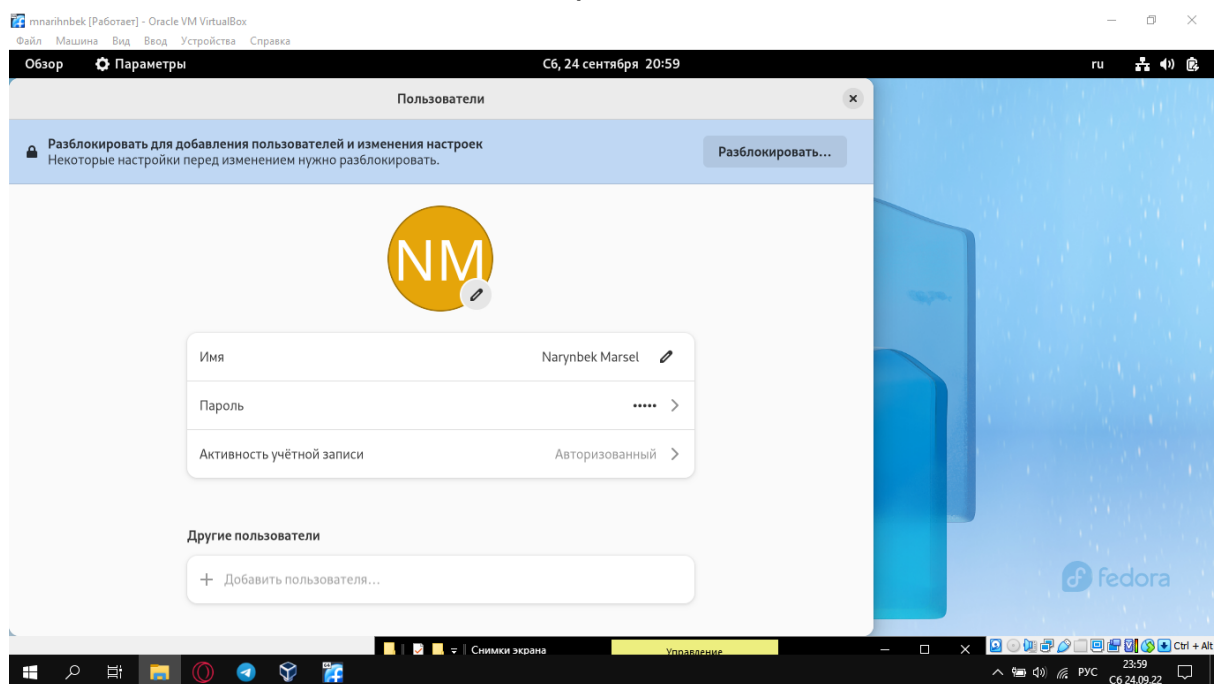 mnarihnbek [Работает] - Oracle VM VirtualBox
Файл Машина Вид Ввод Устройства Справка
Обзор Параметры Сб, 24 сентября 20:59 ru
Пользователи
Разблокировать для добавления пользователей и изменения настроек
Некоторые настройки перед изменением нужно разблокировать.
Разблокировать...
NM
Имя Narynbek Marsel
Пароль •••••
Активность учётной записи Авторизованный
Другие пользователи
+ Добавить пользователя...
fedora
Снимки экрана Управление
Ctrl + Alt
РУС 23:59
Сб 24.09.22